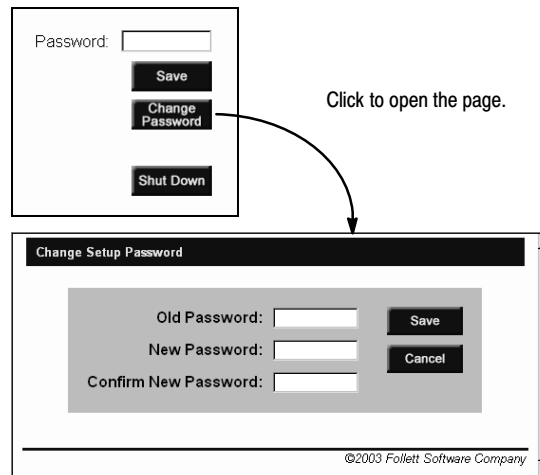 Password:
Save
Change
Password
Click to open the page.
Shut Down
Change Setup Password
Old Password:
Save
New Password:
Cancel
Confirm New Password:
©2003 Follett Software Company